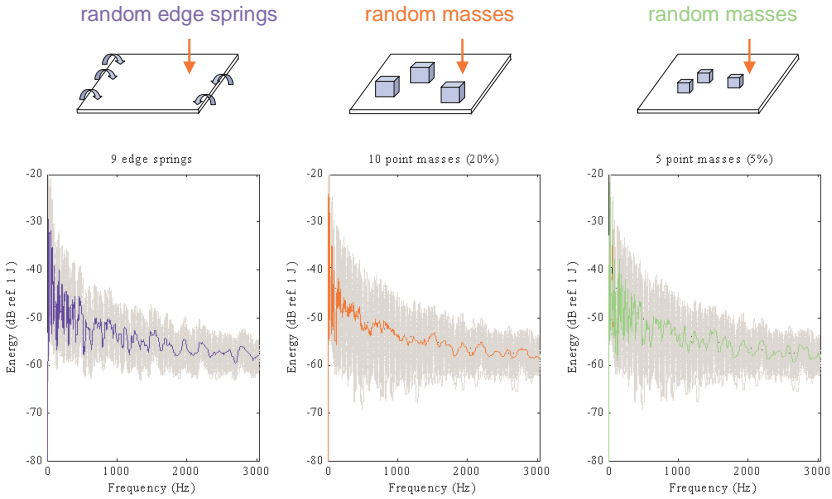 random edge springs
random masses
random masses
9 edge springs
10 point masses (20%)
5 point masses (5%)
-20
-30
-40
-50
-60
-70
-80
Energy (dB ref. 1 J)
0
1000
2000
3000
Frequency (Hz)
-20
-30
-40
-50
-60
-70
-80
Energy (dB ref. 1 J)
0
1000
2000
3000
Frequency (Hz)
-20
-30
-40
-50
-60
-70
-80
Energy (dB ref. 1 J)
0
1000
2000
3000
Frequency (Hz)